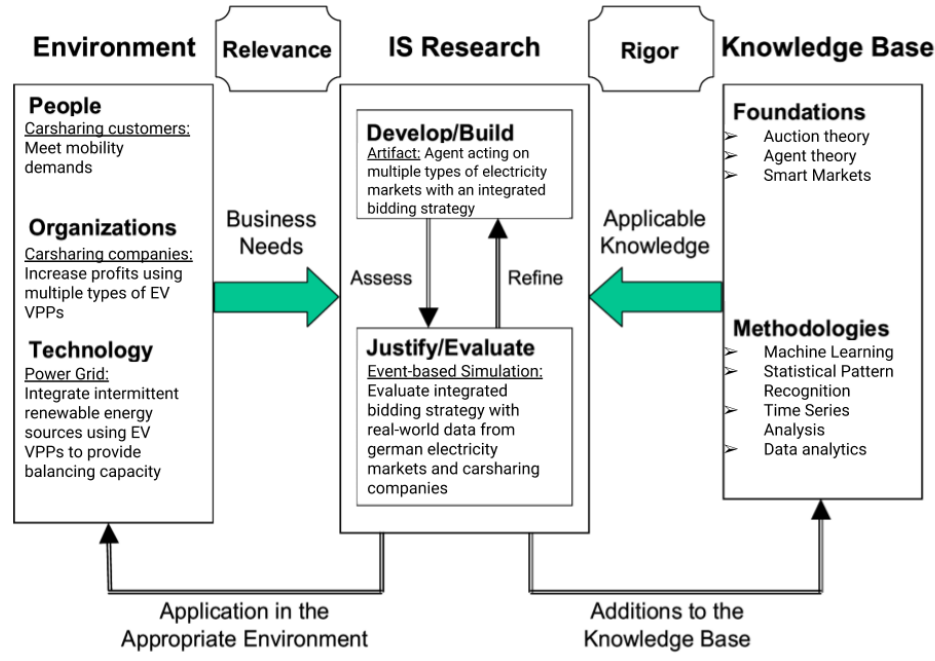 Environment
Relevance
IS Research
Rigor
Knowledge Base
People
Carsharing customers:
Meet mobility
demands
Organizations
Carsharing companies:
Increase profits using
multiple types of EV
VPPs
Technology
Power Grid:
Integrate intermittent
renewable energy
sources using EV
VPPs to provide
balancing capacity
Business
Needs
Develop/Build
Artifact: Agent acting on
multiple types of electricity
markets with an integrated
bidding strategy
Assess
Refine
Justify/Evaluate
Event-based Simulation:
Evaluate integrated
bidding strategy with
real-world data from
german electricity
markets and carsharing
companies
Applicable
Knowledge
Foundations
➢ Auction theory
➢ Agent theory
➢ Smart Markets
Methodologies
➢ Machine Learning
➢ Statistical Pattern
Recognition
➢ Time Series
Analysis
➢ Data analytics
Application in the
Appropriate Environment
Additions to the
Knowledge Base